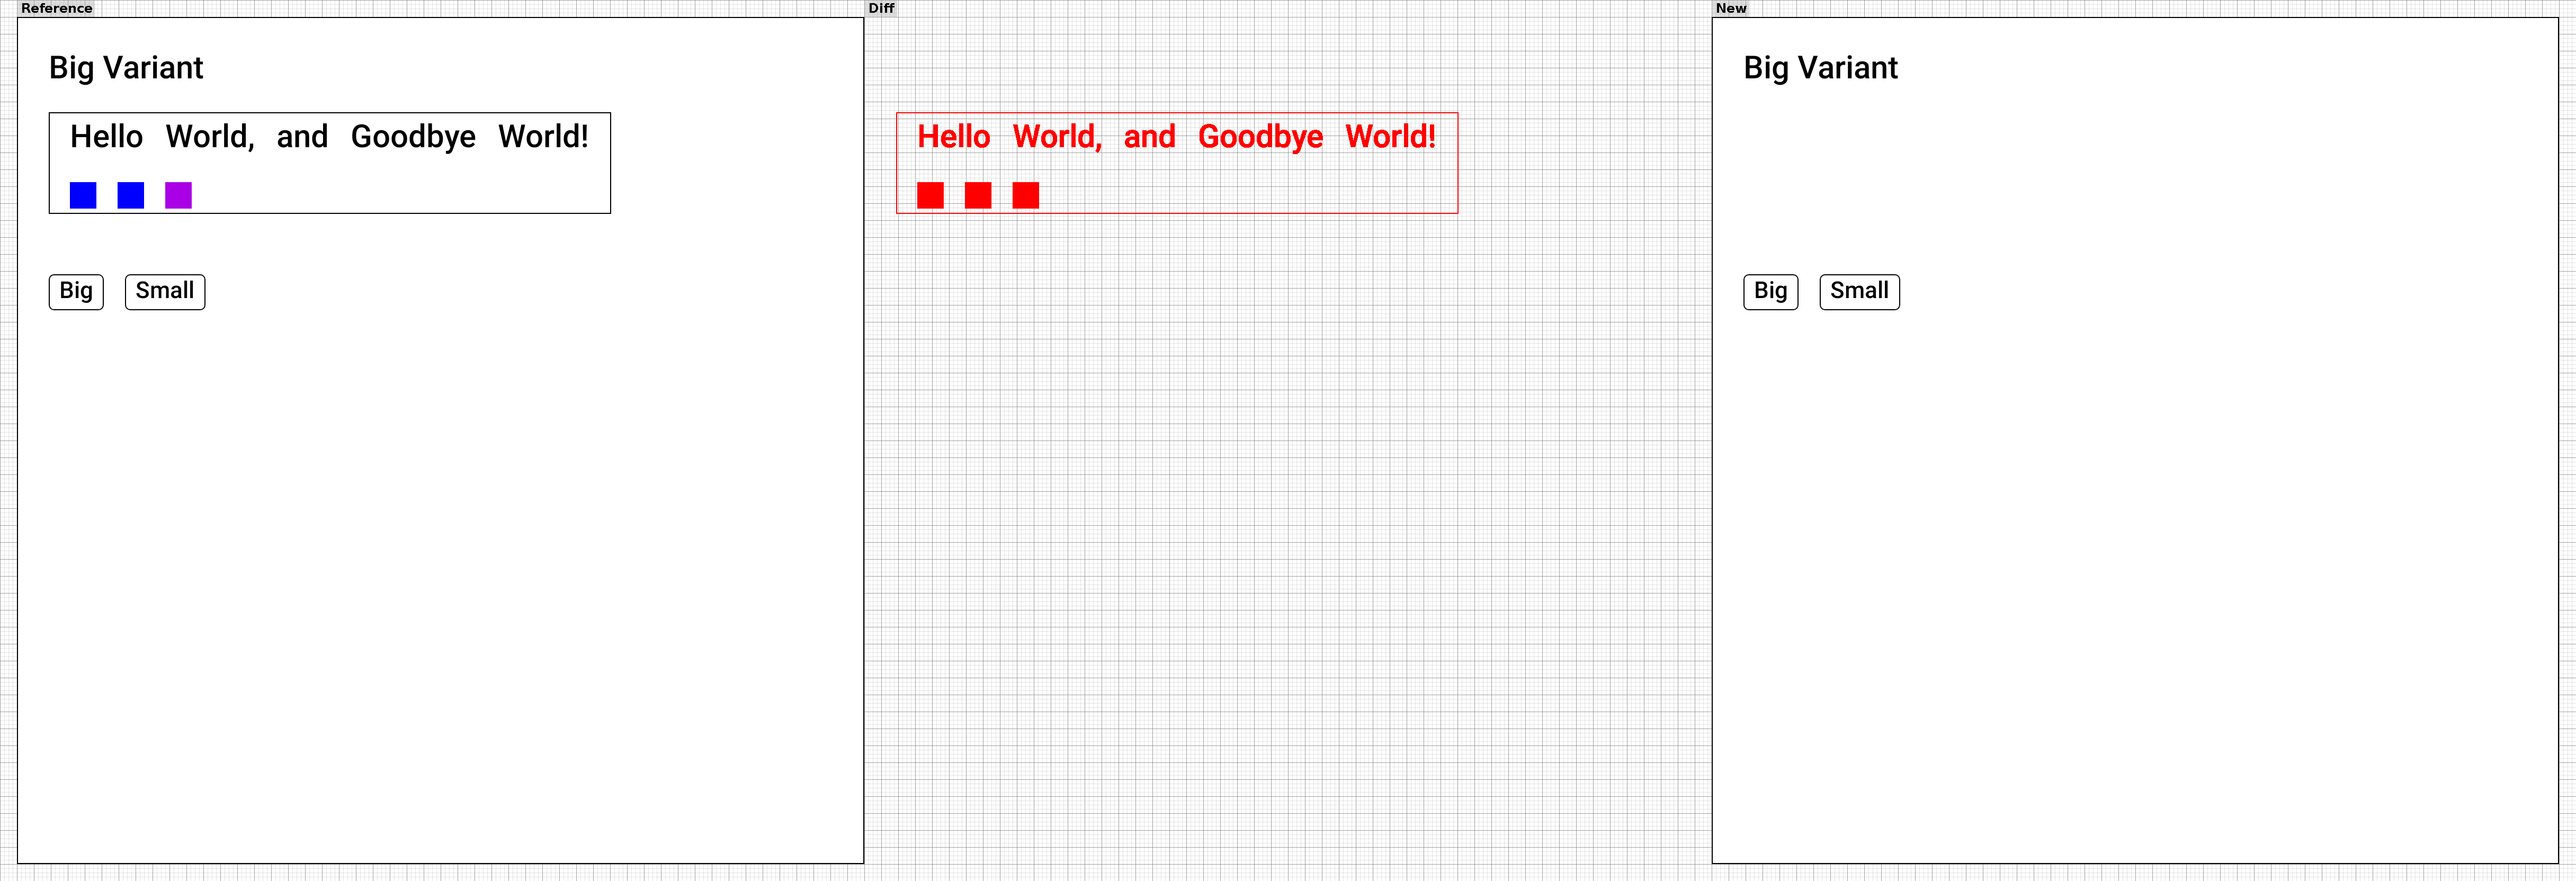 Reference
Diff
New
Big Variant
Hello World, and Goodbye World!
Big Small
Hello World, and Goodbye World!
Big Variant
Big Small